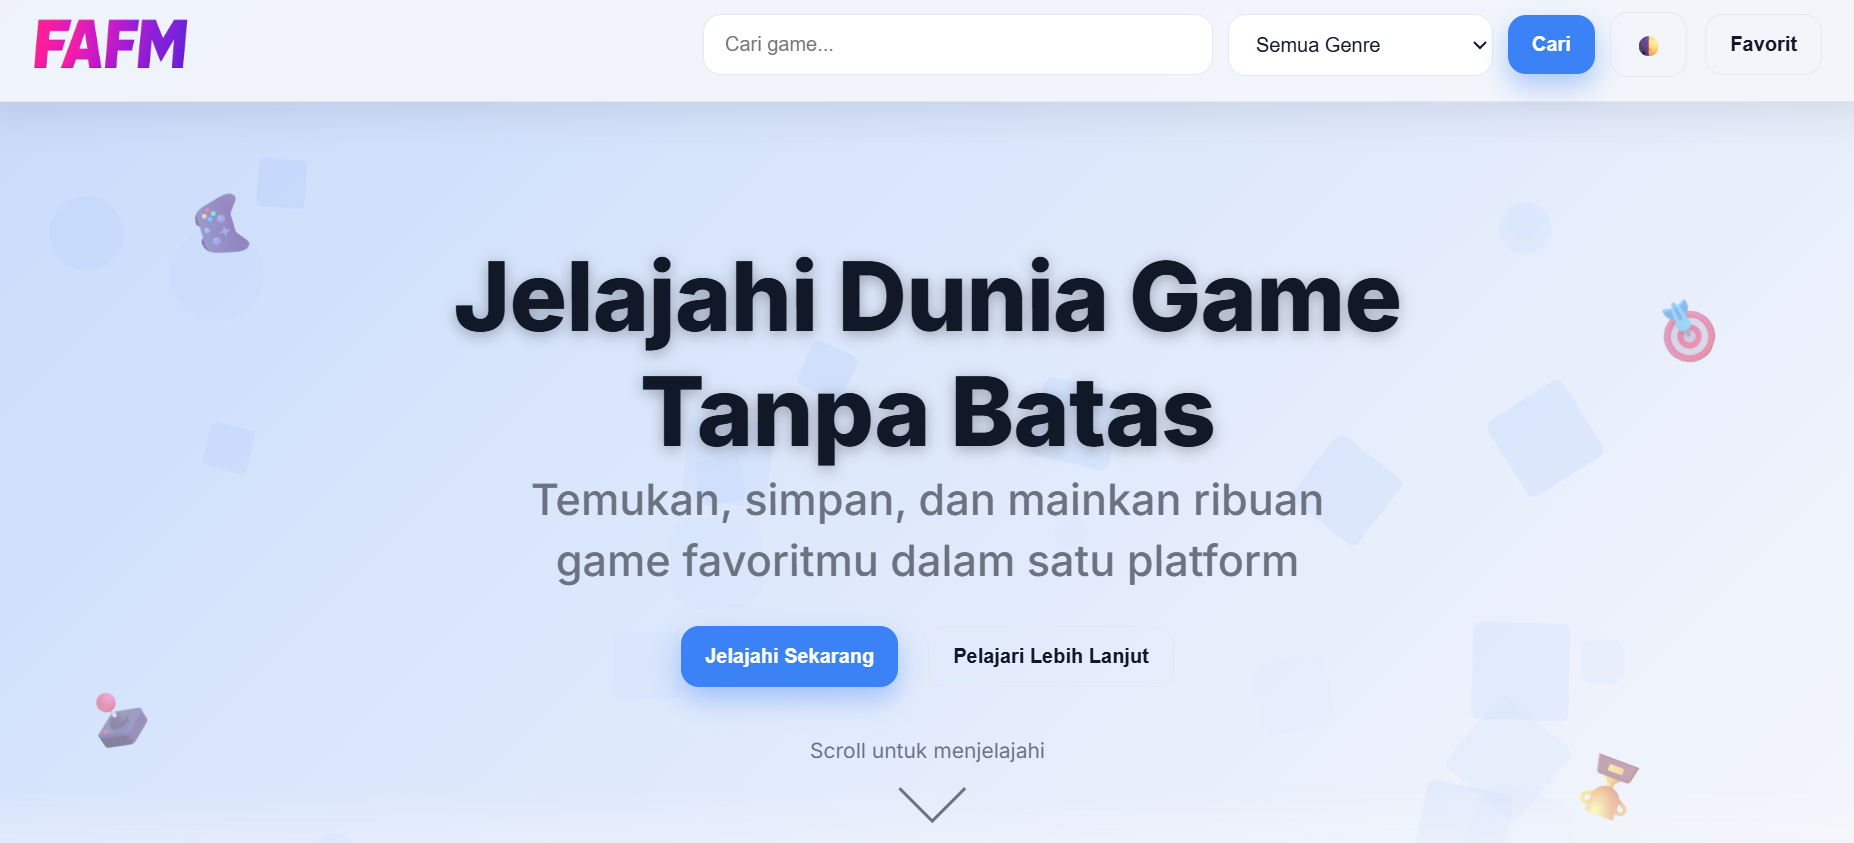 FAFM
Cari game...
Semua Genre
Cari
Favorit
Jelajahi Dunia Game
Tanpa Batas
Temukan, simpan, dan mainkan ribuan
game favoritmu dalam satu platform
Jelajahi Sekarang
Pelajari Lebih Lanjut
Scroll untuk menjelajahi